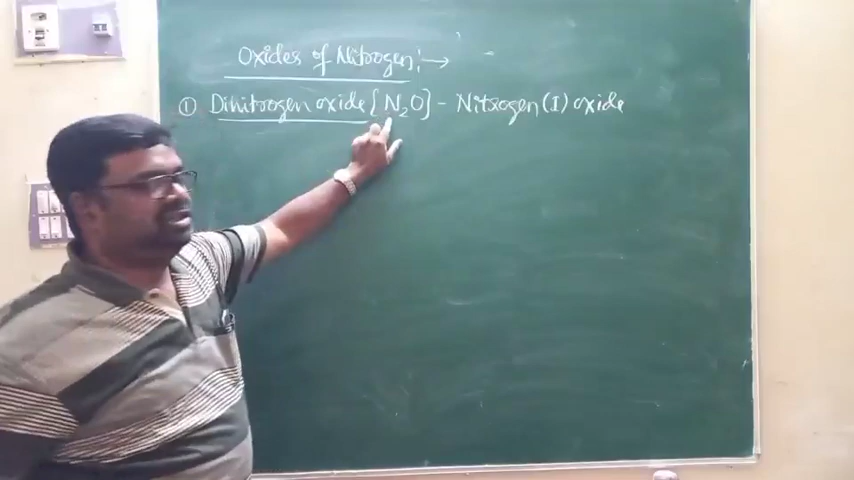 Oxides of Nitrogen :→
① Dinitrogen oxide [N₂O] - Nitrogen (I) oxide